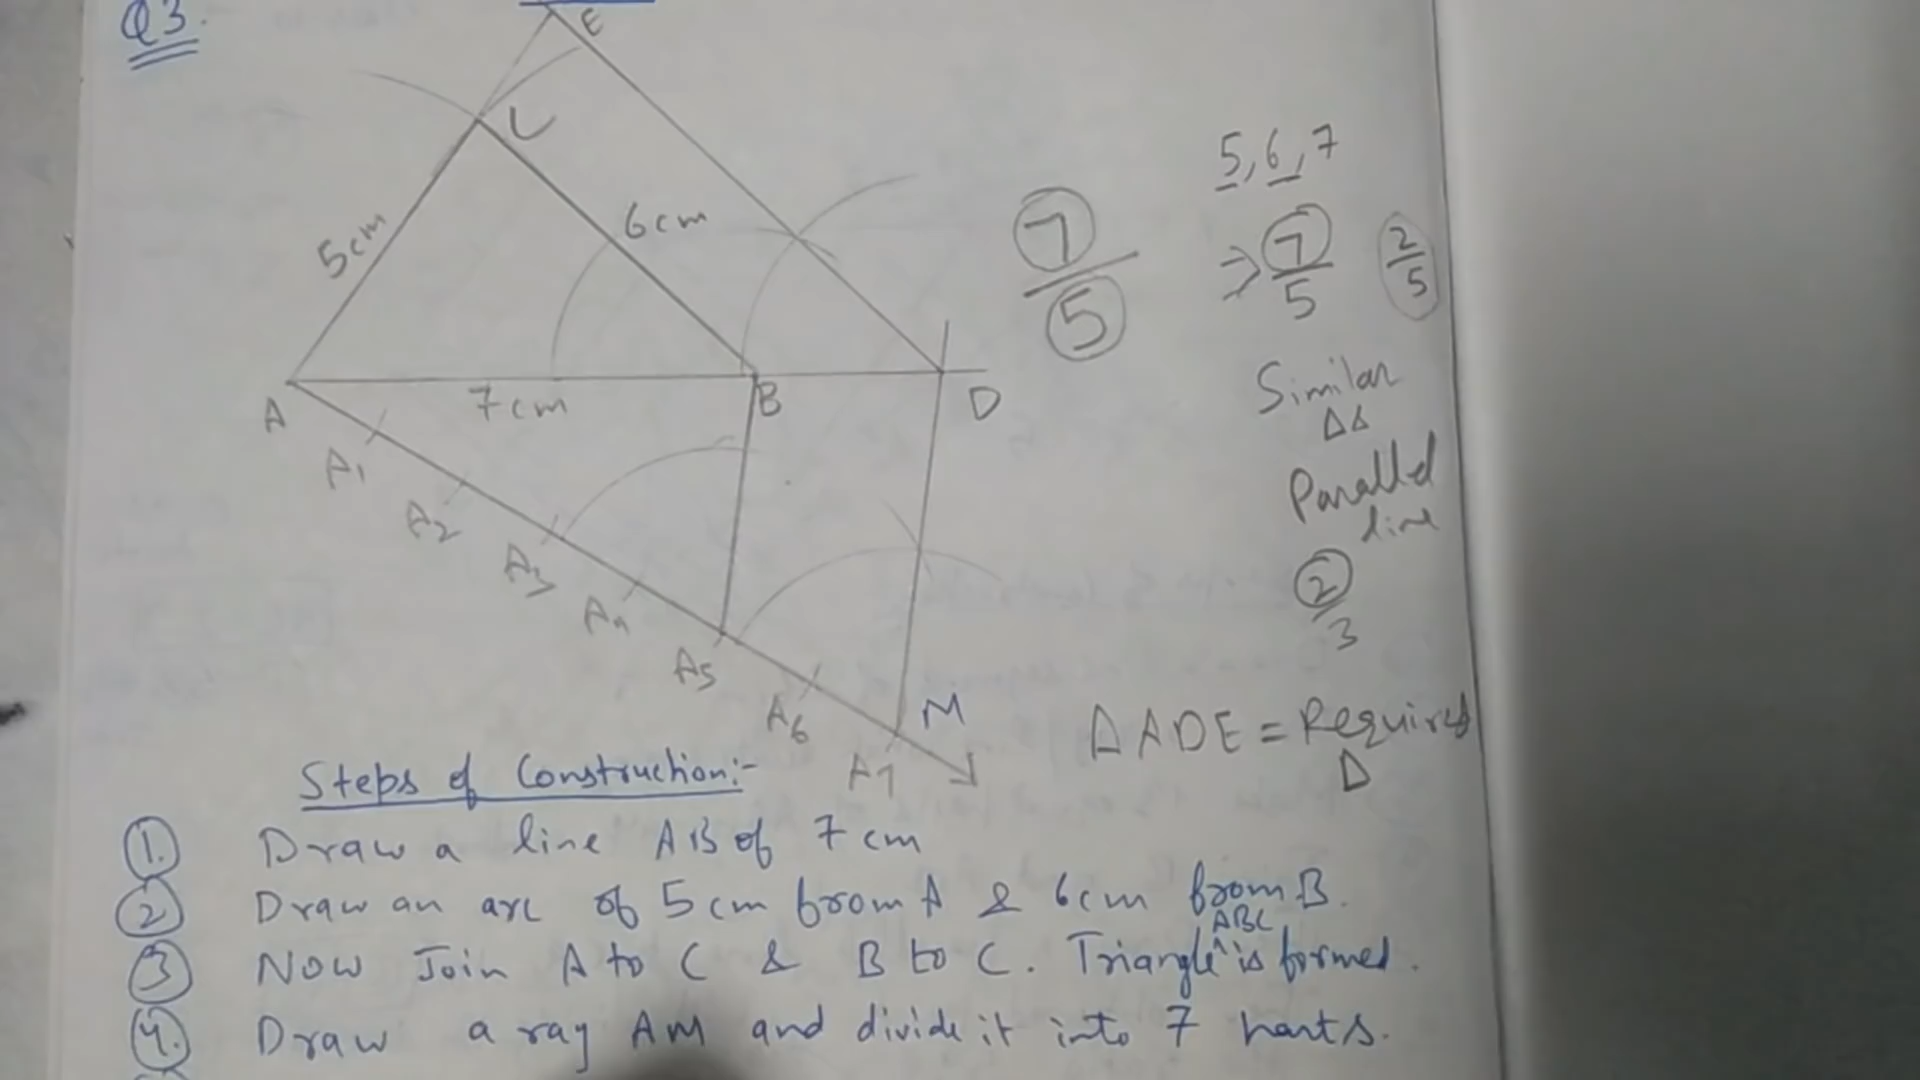 Q3.
E
C
5cm
6cm
5, 6, 7
7/5
⇒ 7/5
2/5
A
7cm
B
D
Similar
Δs
Parallel
line
2/3
A1
A2
A3
A4
A5
A6
A7
M
ΔADE = Required
Δ
Steps of Construction:-
1. Draw a line AB of 7 cm
2. Draw an arc of 5 cm from A & 6 cm from B.
3. Now Join A to C & B to C. Triangle ABC is formed.
4. Draw a ray AM and divide it into 7 parts.